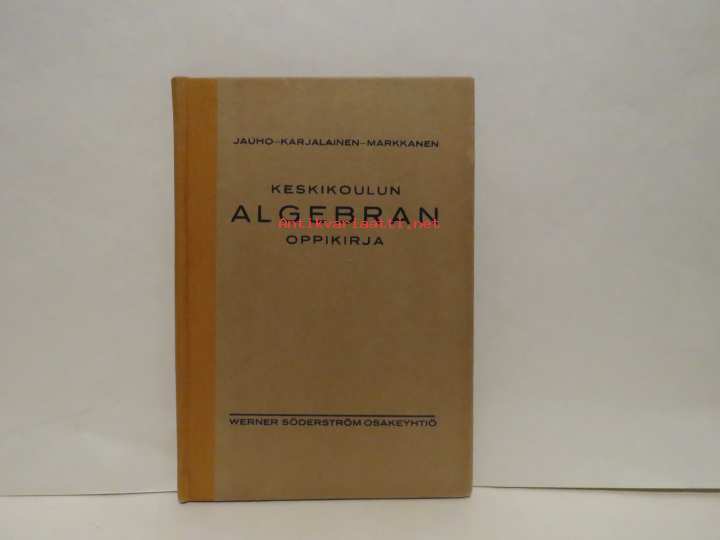 JAUHO—KARJALAINEN—MARKKANEN
KESKIKOULUN
ALGEBRAN
Antikvariaatti.net
OPPIKIRJA
WERNER SÖDERSTRÖM OSAKEYHTIÖ